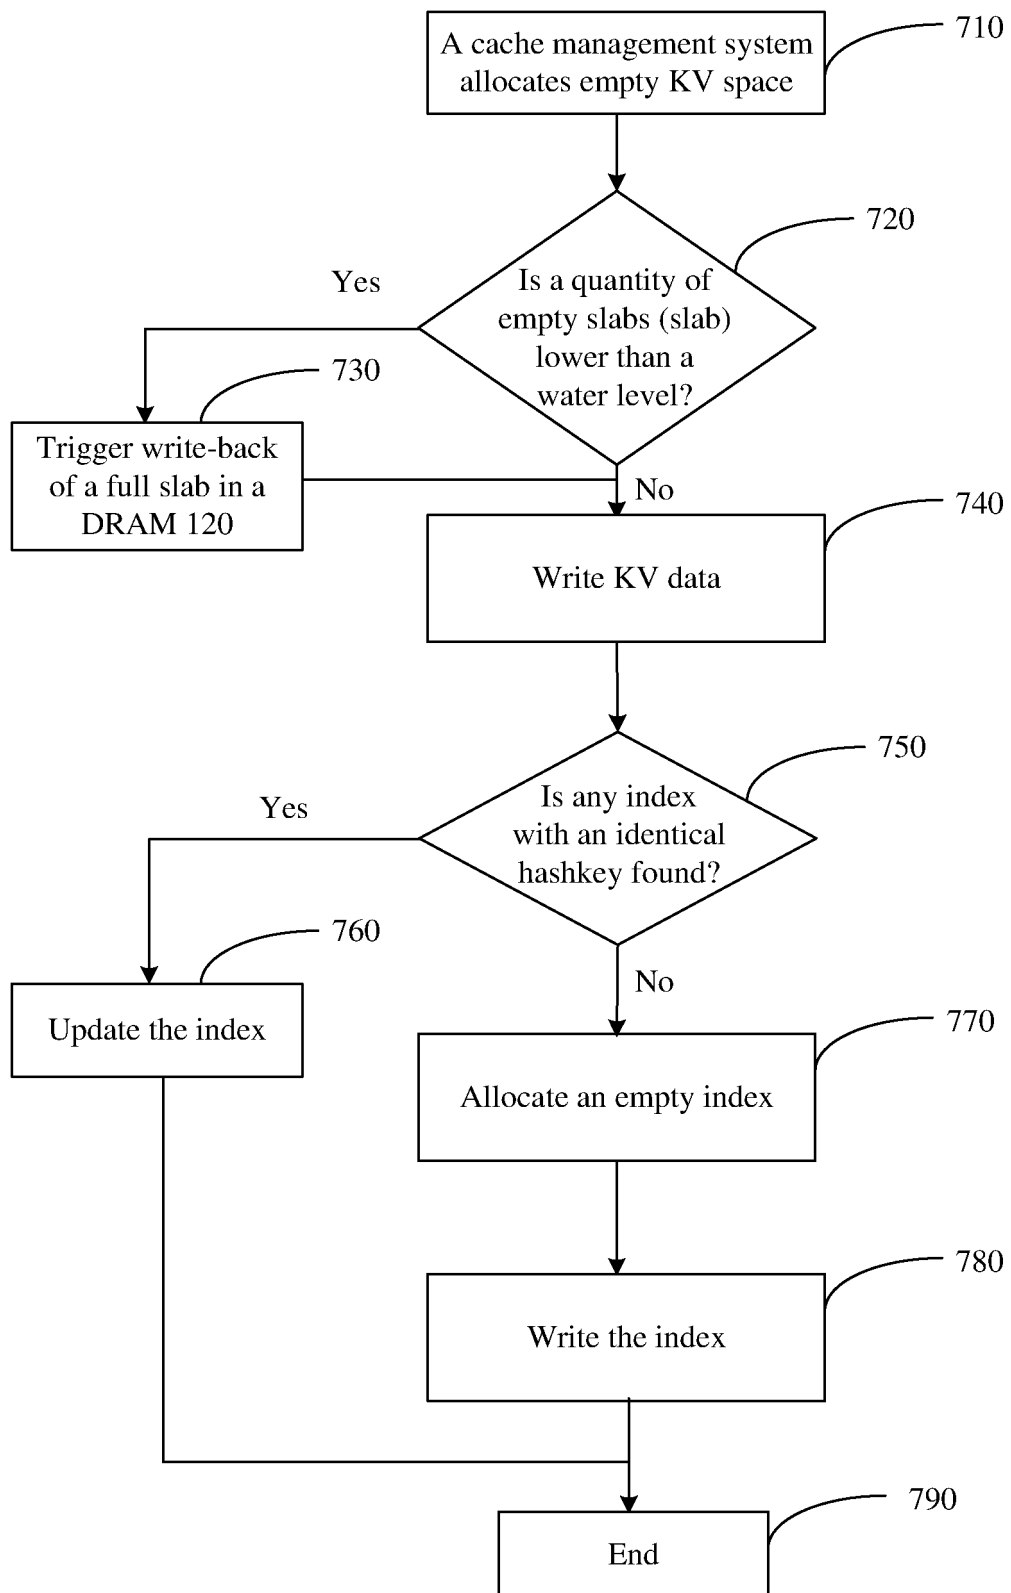 A cache management system
allocates empty KV space
710
720
Yes
Is a quantity of
empty slabs (slab)
lower than a
water level?
730
Trigger write-back
of a full slab in a
DRAM 120
No
740
Write KV data
750
Yes
Is any index
with an identical
hashkey found?
760
Update the index
No
770
Allocate an empty index
780
Write the index
790
End